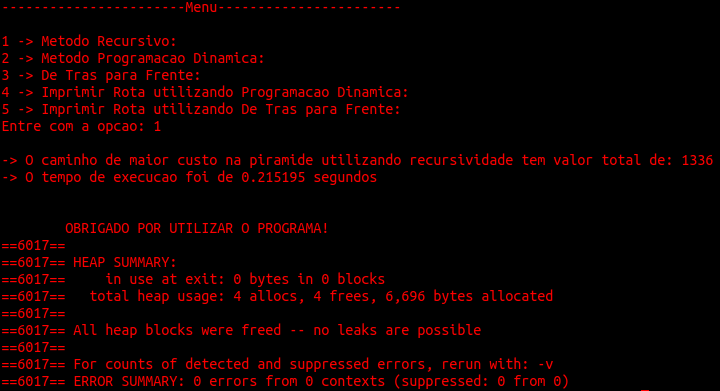 -----------------------Menu-----------------------
1 -> Metodo Recursivo:
2 -> Metodo Programacao Dinamica:
3 -> De Tras para Frente:
4 -> Imprimir Rota utilizando Programacao Dinamica:
5 -> Imprimir Rota utilizando De Tras para Frente:
Entre com a opcao: 1
-> O caminho de maior custo na piramide utilizando recursividade tem valor total de: 1336
-> O tempo de execucao foi de 0.215195 segundos
OBRIGADO POR UTILIZAR O PROGRAMA!
==6017==
==6017== HEAP SUMMARY:
==6017==     in use at exit: 0 bytes in 0 blocks
==6017==   total heap usage: 4 allocs, 4 frees, 6,696 bytes allocated
==6017==
==6017== All heap blocks were freed -- no leaks are possible
==6017==
==6017== For counts of detected and suppressed errors, rerun with: -v
==6017== ERROR SUMMARY: 0 errors from 0 contexts (suppressed: 0 from 0)